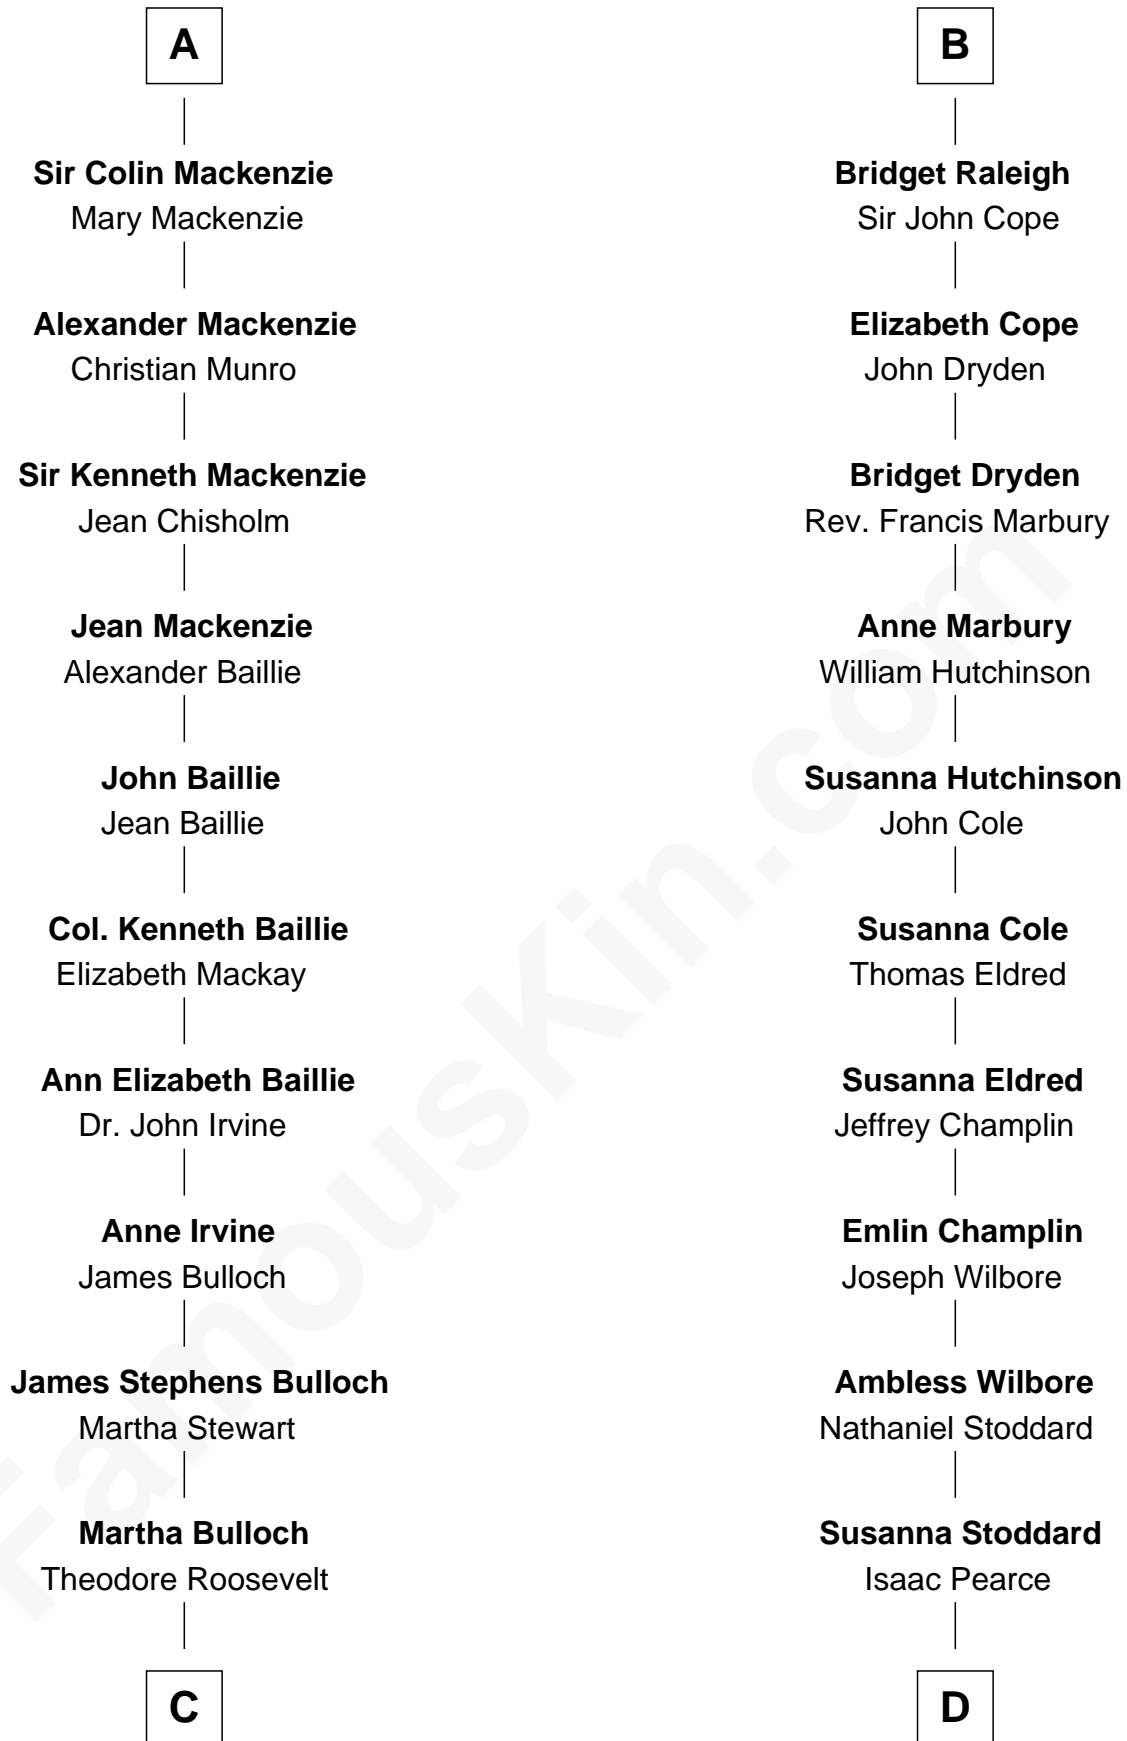 A
Sir Colin Mackenzie
Mary Mackenzie
Alexander Mackenzie
Christian Munro
Sir Kenneth Mackenzie
Jean Chisholm
Jean Mackenzie
Alexander Baillie
John Baillie
Jean Baillie
Col. Kenneth Baillie
Elizabeth Mackay
Ann Elizabeth Baillie
Dr. John Irvine
Anne Irvine
James Bulloch
James Stephens Bulloch
Martha Stewart
Martha Bulloch
Theodore Roosevelt
C
B
Bridget Raleigh
Sir John Cope
Elizabeth Cope
John Dryden
Bridget Dryden
Rev. Francis Marbury
Anne Marbury
William Hutchinson
Susanna Hutchinson
John Cole
Susanna Cole
Thomas Eldred
Susanna Eldred
Jeffrey Champlin
Emlin Champlin
Joseph Wilbore
Ambless Wilbore
Nathaniel Stoddard
Susanna Stoddard
Isaac Pearce
D
FamousKin.com